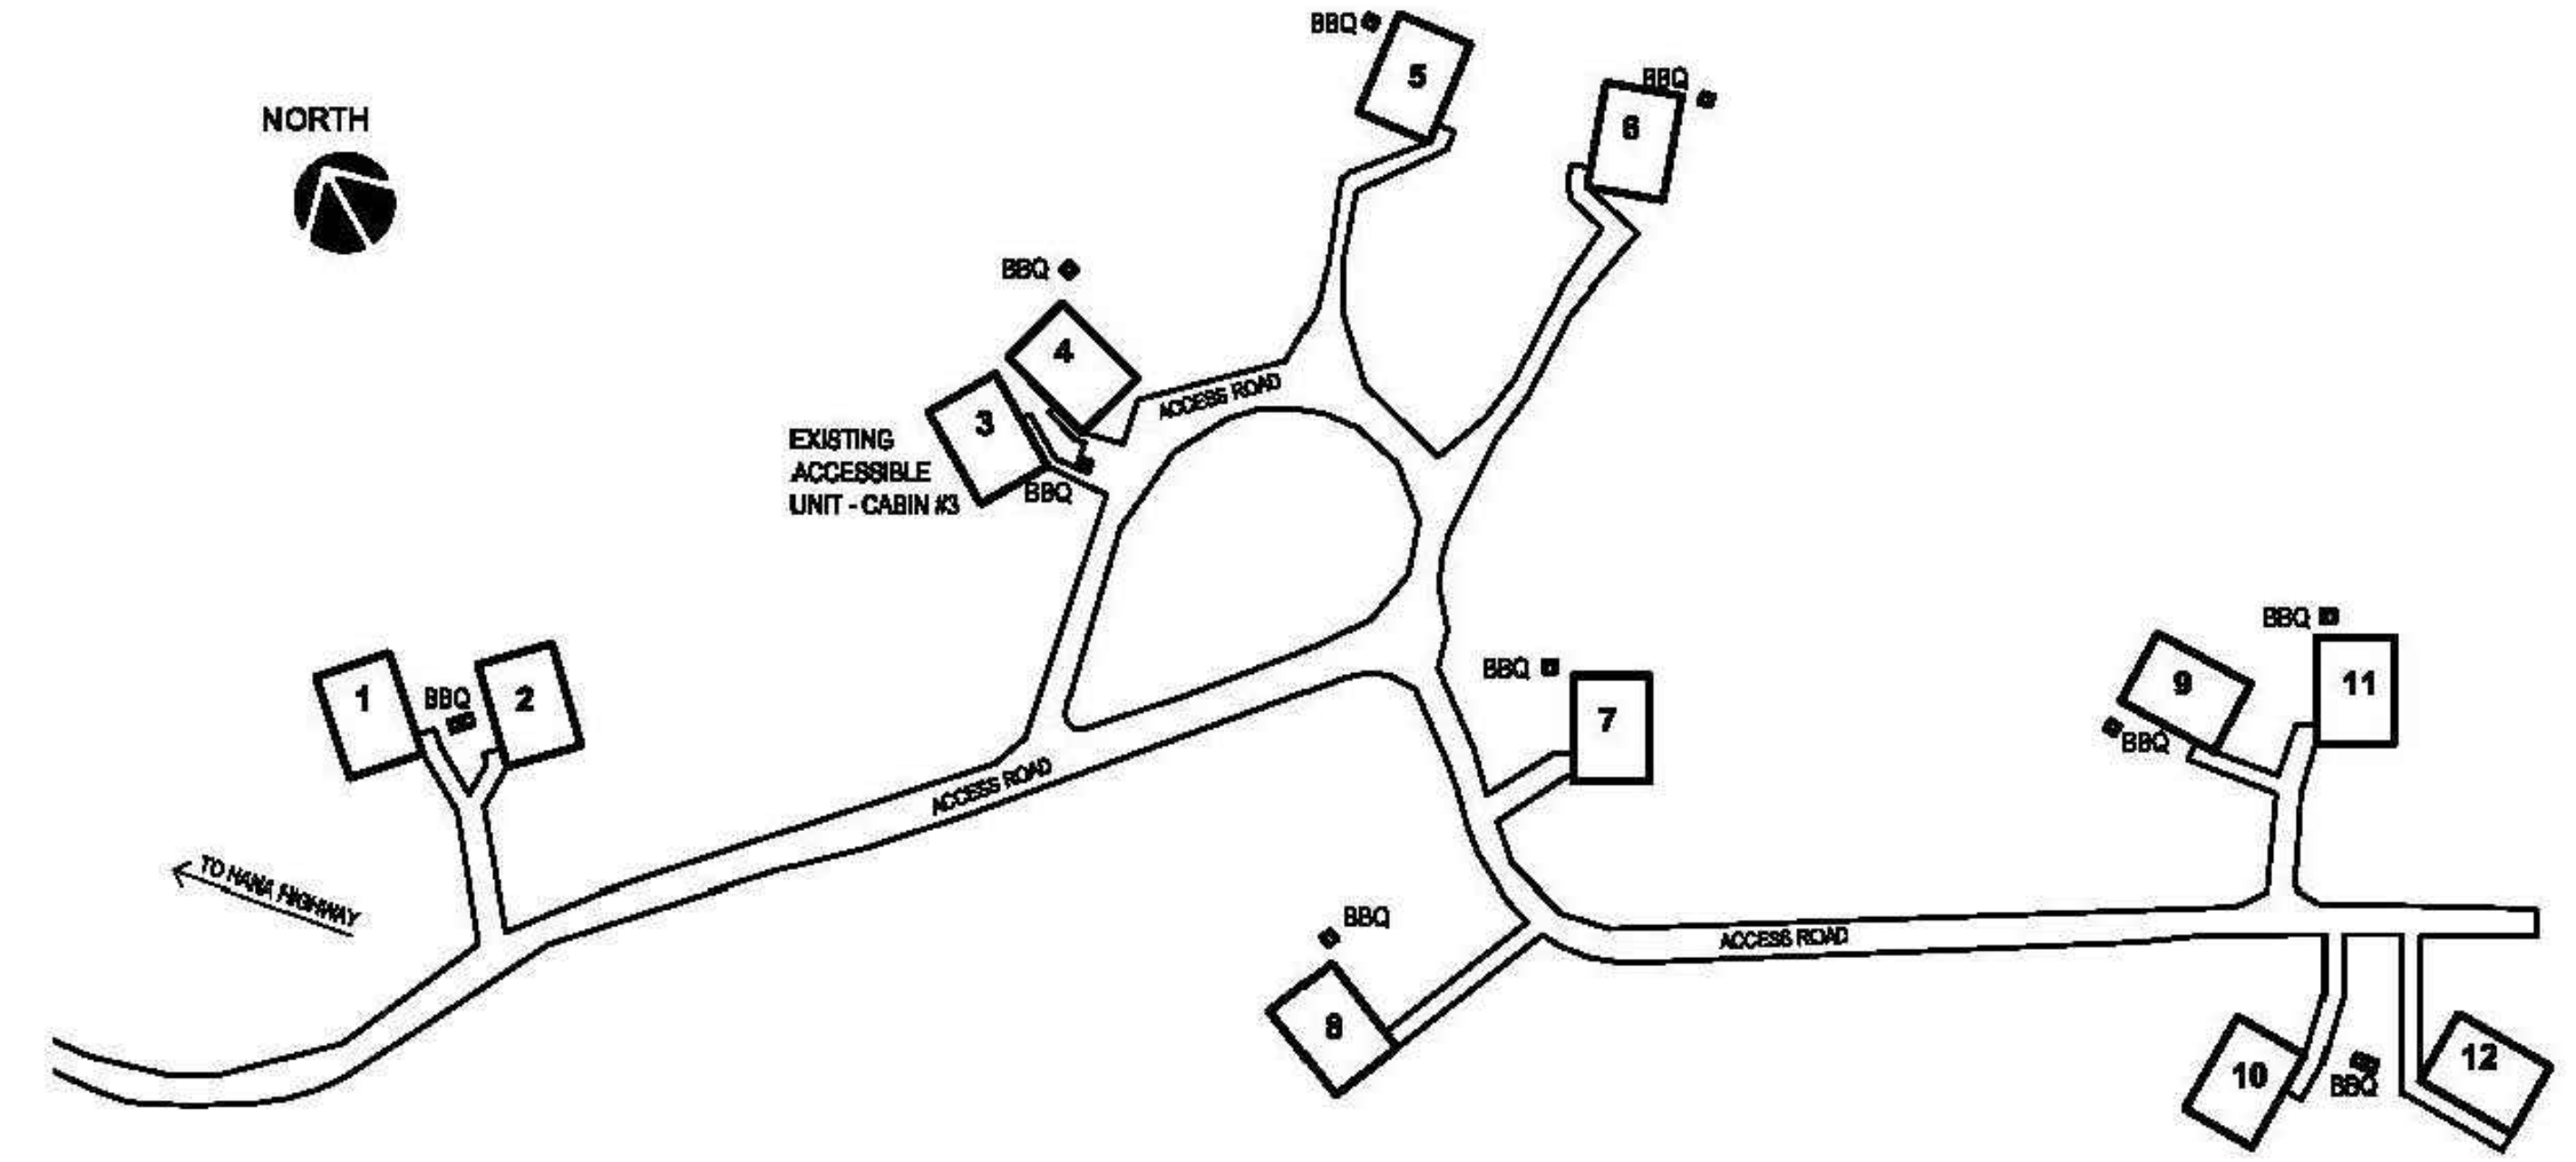 BBQ
5
BBQ
6
NORTH
BBQ
4
ACCESS ROAD
3
EXISTING
ACCESSIBLE
UNIT - CABIN #3
BBQ
1
BBQ
2
BBQ
7
BBQ
11
9
BBQ
ACCESS ROAD
TO HANA HIGHWAY
BBQ
8
ACCESS ROAD
10
BBQ
12